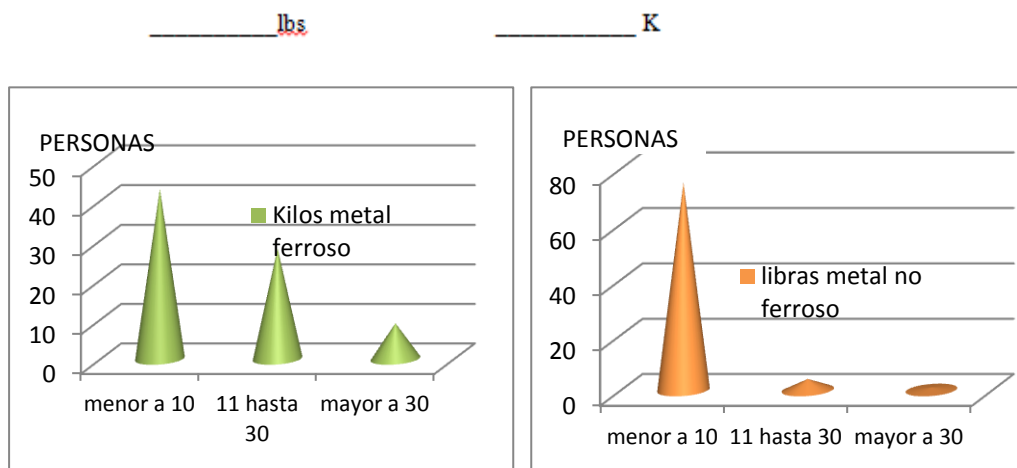 __________lbs ___________ K
PERSONAS
50
40
30
20
10
0
Kilos metal
ferroso
menor a 10 11 hasta mayor a 30
30
PERSONAS
80
60
40
20
0
libras metal no
ferroso
menor a 10 11 hasta 30 mayor a 30